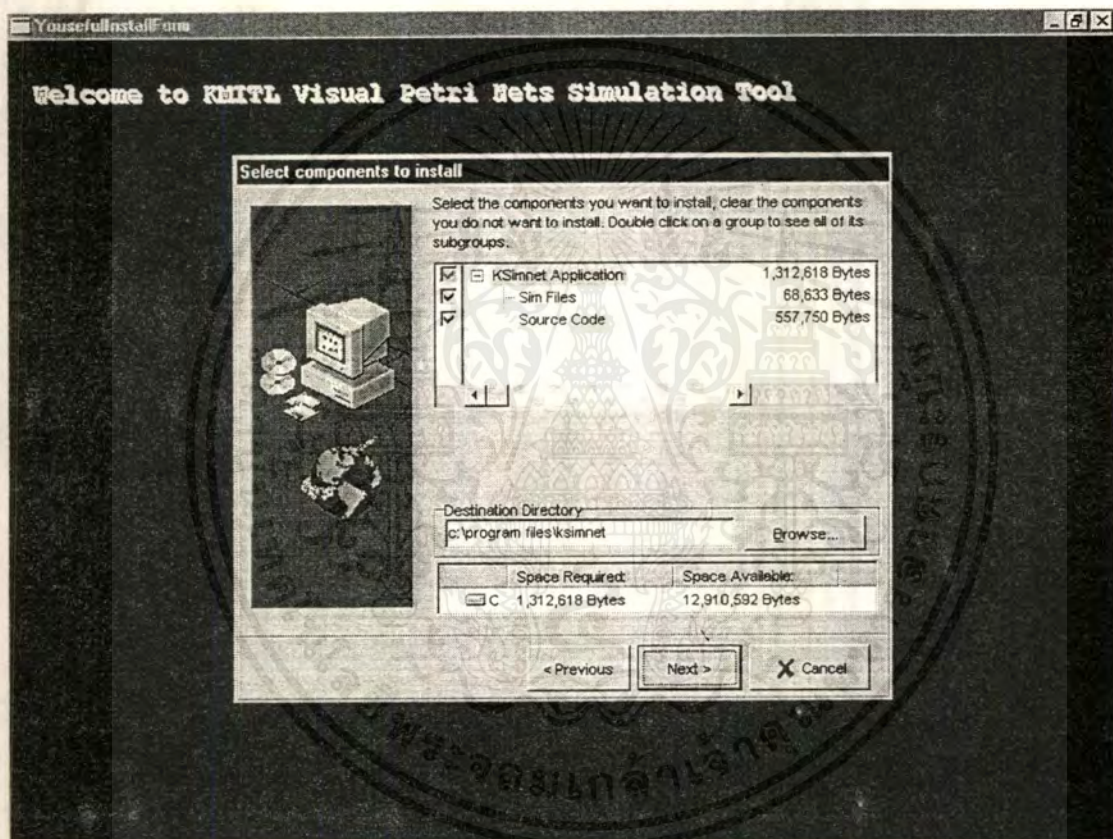 YousefulInstallForm
Welcome to KMITL Visual Petri Nets Simulation Tool
Select components to install
Select the components you want to install, clear the components
you do not want to install. Double click on a group to see all of its
subgroups.
KSimnet Application 1,312,618 Bytes
Sim Files 68,633 Bytes
Source Code 557,750 Bytes
Destination Directory
c:\program files\ksimnet
Browse...
Space Required: Space Available:
C 1,312,618 Bytes 12,910,592 Bytes
< Previous
Next >
Cancel